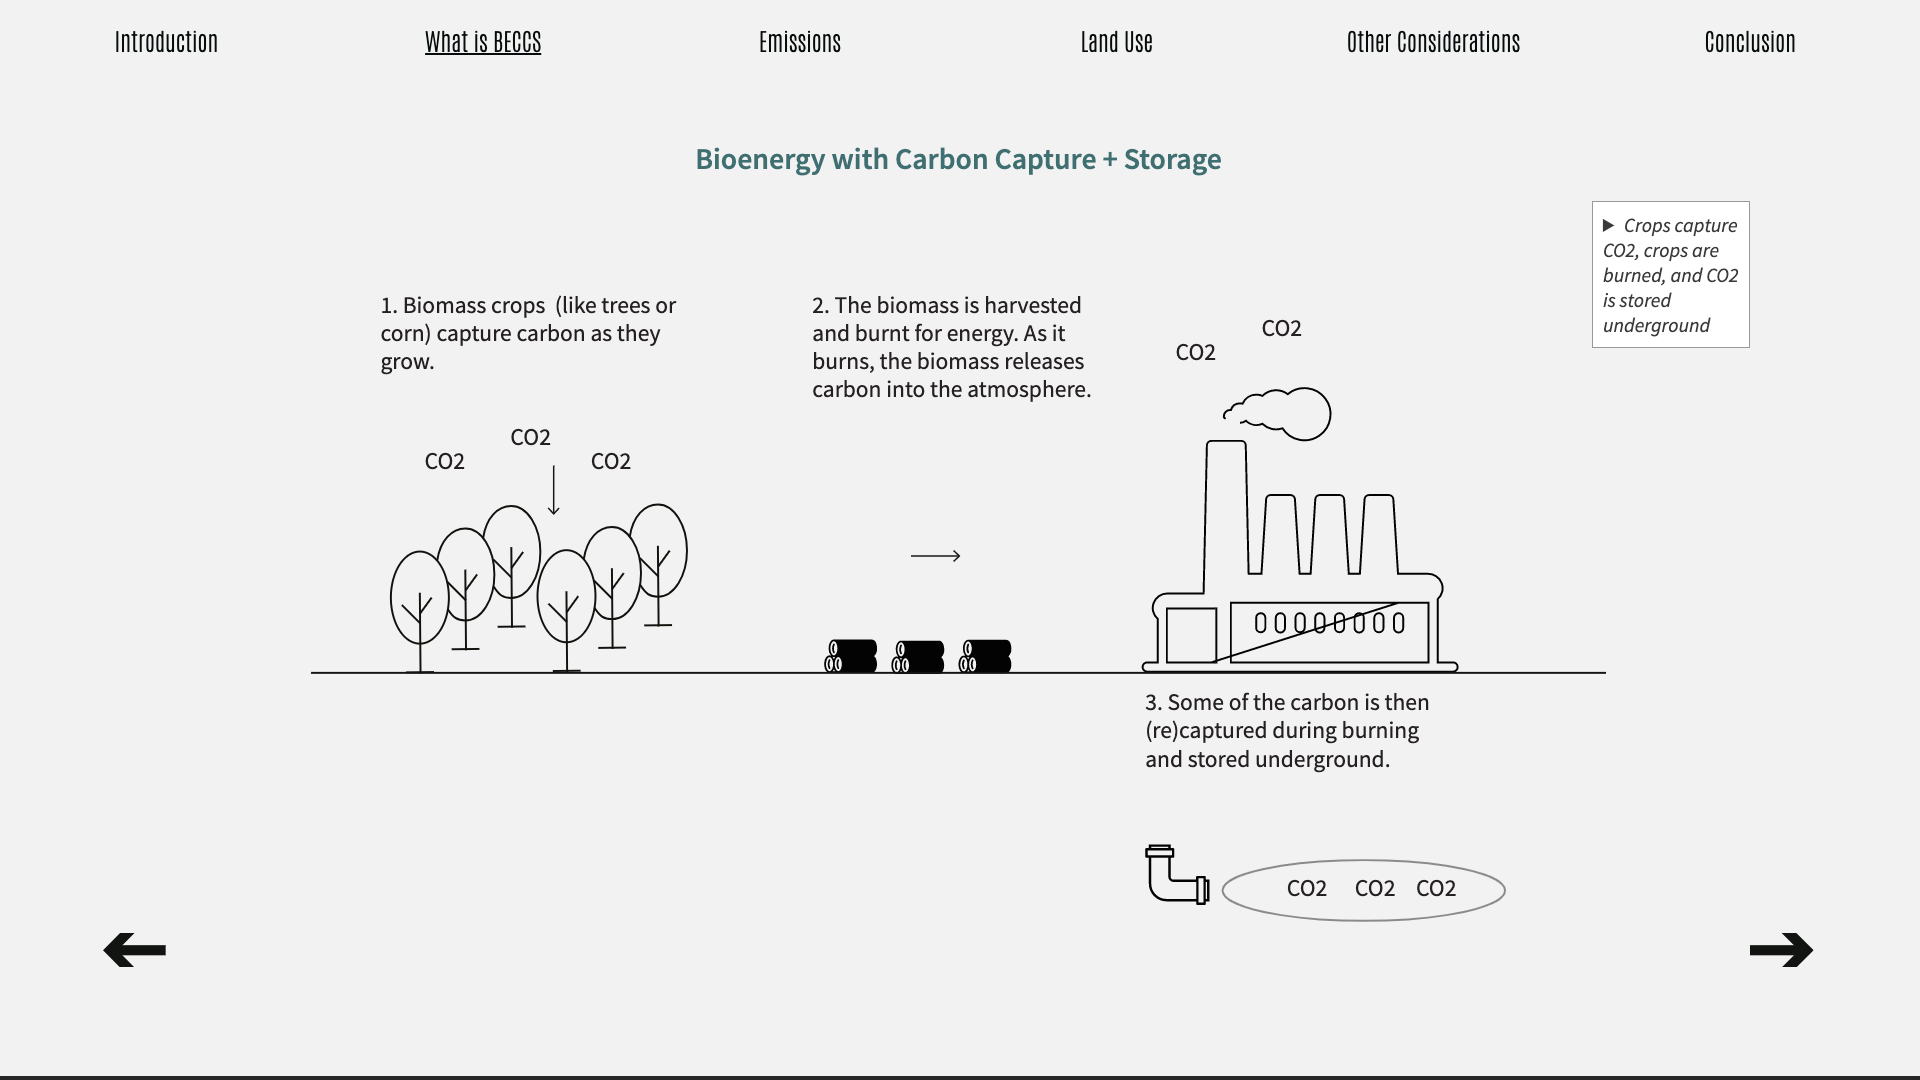 Introduction
What is BECCS
Emissions
Land Use
Other Considerations
Conclusion
Bioenergy with Carbon Capture + Storage
▶ Crops capture
CO2, crops are
burned, and CO2
is stored
underground
1. Biomass crops  (like trees or
corn) capture carbon as they
grow.
CO2
CO2
CO2
2. The biomass is harvested
and burnt for energy. As it
burns, the biomass releases
carbon into the atmosphere.
CO2
CO2
3. Some of the carbon is then
(re)captured during burning
and stored underground.
CO2 CO2 CO2